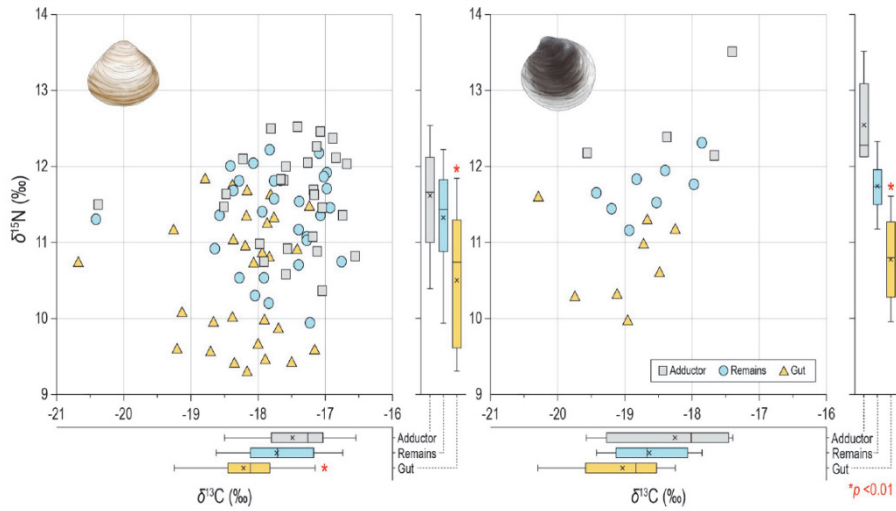 14
13
12
11
10
9
δ¹⁵N (‰)
-21
-20
-19
-18
-17
-16
Adductor
Remains
Gut
*
*
δ¹³C (‰)
14
13
12
11
10
9
Adductor Remains Gut
*
-21
-20
-19
-18
-17
-16
Adductor
Remains
Gut
δ¹³C (‰)
*p <0.01